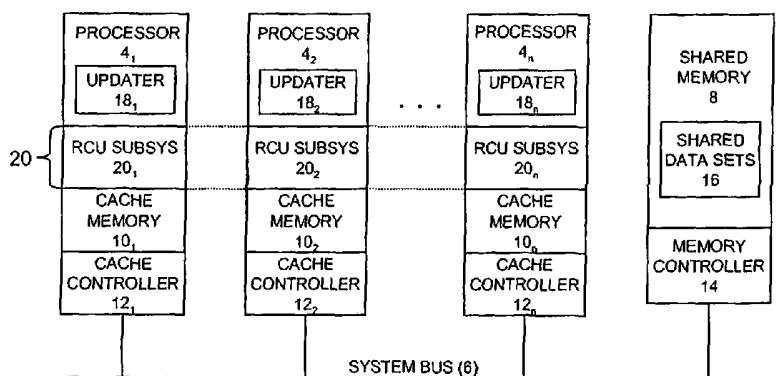 PROCESSOR
4₁
UPDATER
18₁
RCU SUBSYS
20₁
CACHE
MEMORY
10₁
CACHE
CONTROLLER
12₁
PROCESSOR
4₂
UPDATER
18₂
RCU SUBSYS
20₂
CACHE
MEMORY
10₂
CACHE
CONTROLLER
12₂
. . .
PROCESSOR
4ₙ
UPDATER
18ₙ
RCU SUBSYS
20ₙ
CACHE
MEMORY
10ₙ
CACHE
CONTROLLER
12ₙ
SHARED
MEMORY
8
SHARED
DATA SETS
16
MEMORY
CONTROLLER
14
20
SYSTEM BUS (6)